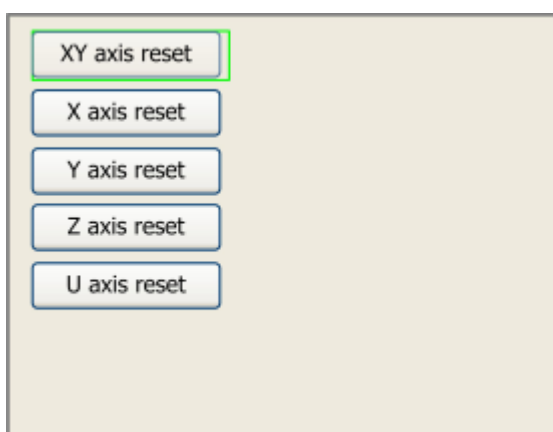 XY axis reset
X axis reset
Y axis reset
Z axis reset
U axis reset